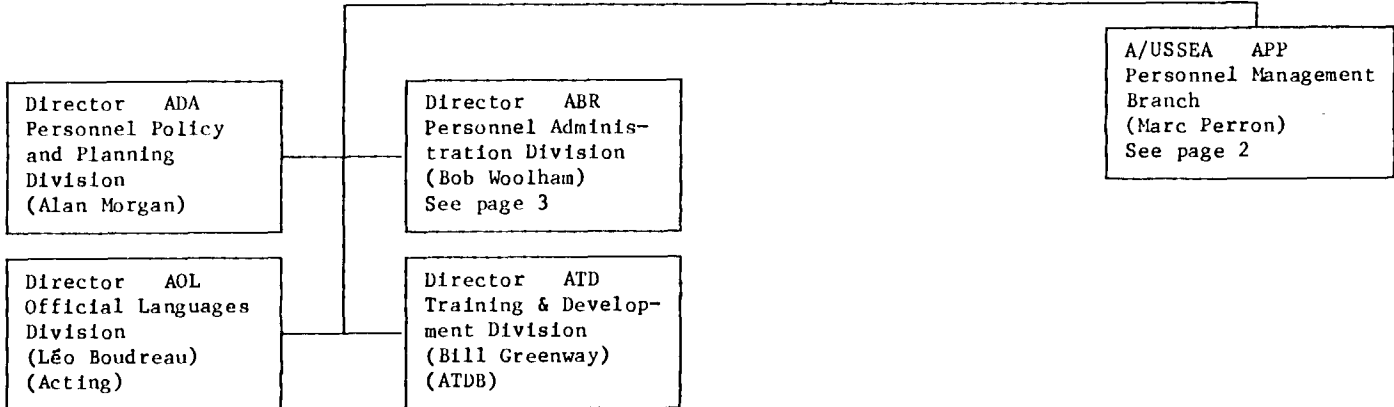 Director ADA
Personnel Policy
and Planning
Division
(Alan Morgan)
Director ABR
Personnel Adminis-
tration Division
(Bob Woolham)
See page 3
A/USSEA APP
Personnel Management
Branch
(Marc Perron)
See page 2
Director AOL
Official Languages
Division
(Léo Boudreau)
(Acting)
Director ATD
Training & Develop-
ment Division
(Bill Greenway)
(ATDB)